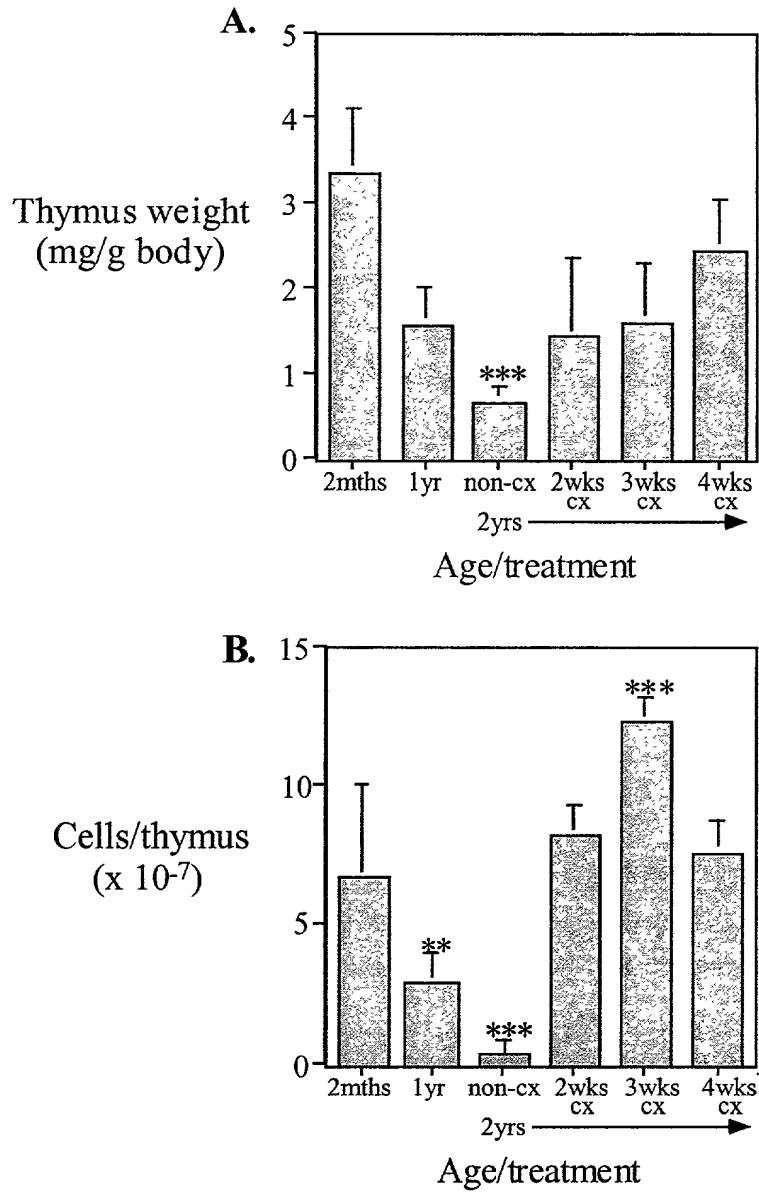 A.
5
4
3
2
1
0
Thymus weight
(mg/g body)
***
2mths 1yr non-cx 2wks 3wks 4wks
cx cx cx
2yrs
Age/treatment
B.
15
10
5
0
Cells/thymus
(x 10-7)
***
**
***
2mths 1yr non-cx 2wks 3wks 4wks
cx cx cx
2yrs
Age/treatment